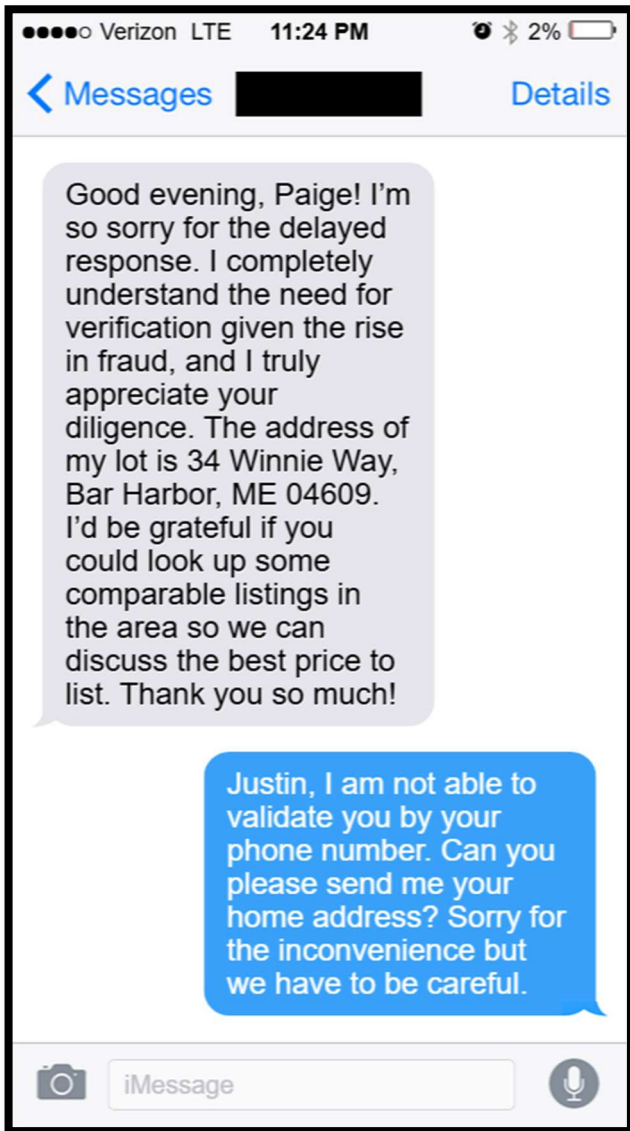 Verizon LTE 11:24 PM 2%
Messages Details
Good evening, Paige! I'm
so sorry for the delayed
response. I completely
understand the need for
verification given the rise
in fraud, and I truly
appreciate your
diligence. The address of
my lot is 34 Winnie Way,
Bar Harbor, ME 04609.
I'd be grateful if you
could look up some
comparable listings in
the area so we can
discuss the best price to
list. Thank you so much!
Justin, I am not able to
validate you by your
phone number. Can you
please send me your
home address? Sorry for
the inconvenience but
we have to be careful.
iMessage